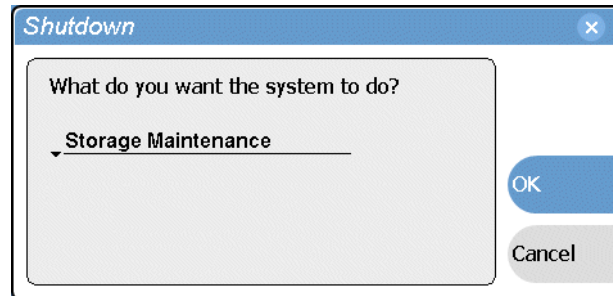 Shutdown
What do you want the system to do?
Storage Maintenance
OK
Cancel